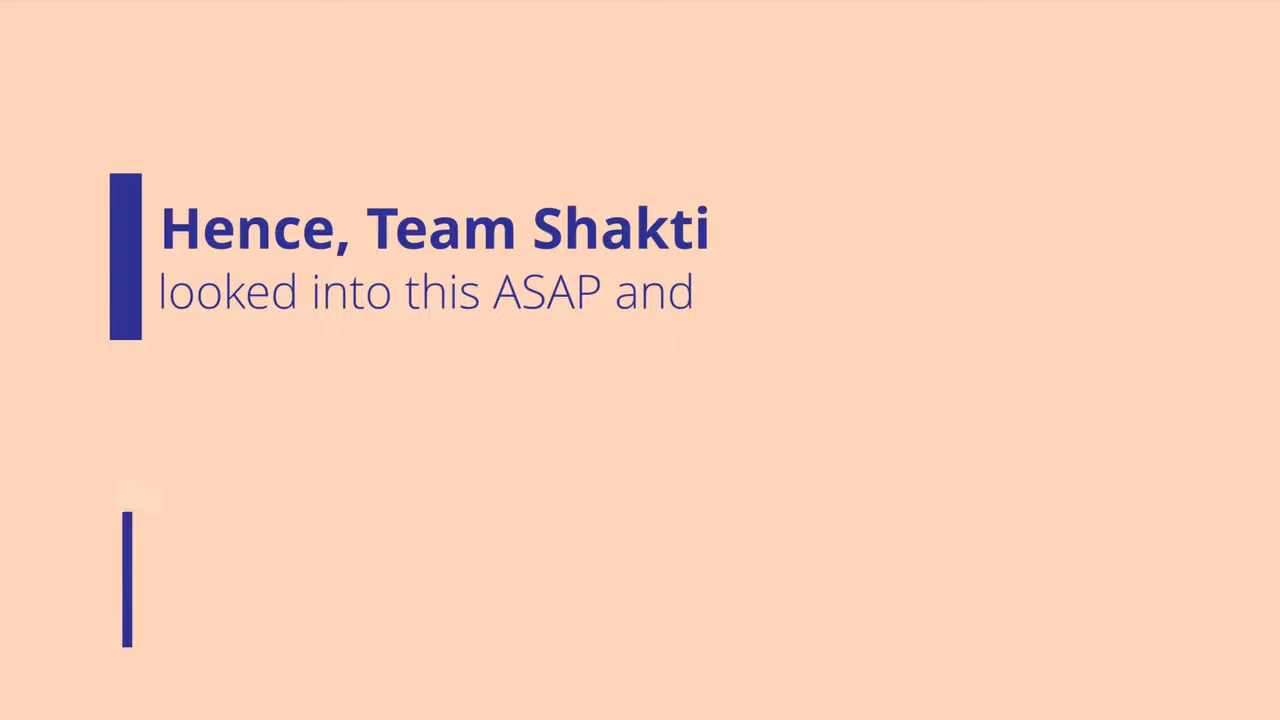 Hence, Team Shakti
looked into this ASAP and